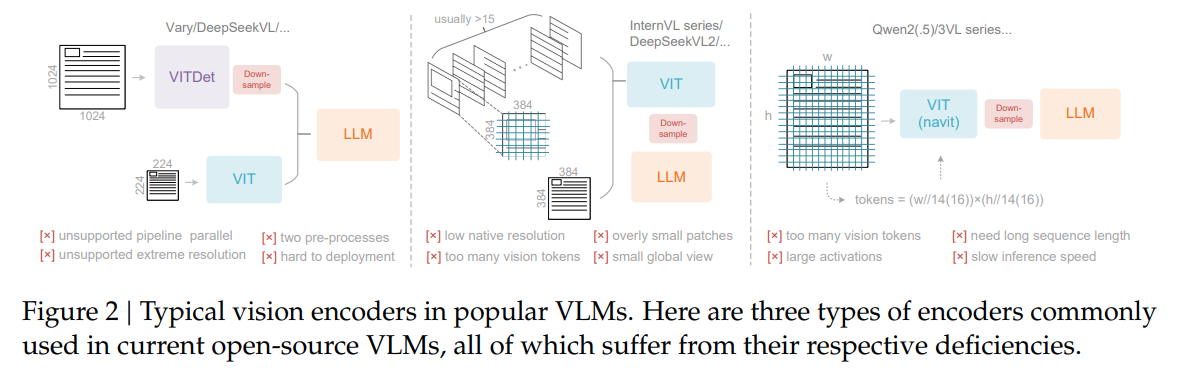 Vary/DeepSeekVL/...
1024
1024
VITDet
Down-
sample
LLM
224
224
VIT
[×] unsupported pipeline parallel
[×] two pre-processes
[×] unsupported extreme resolution
[×] hard to deployment
usually >15
InternVL series/
DeepSeekVL2/...
384
384
VIT
Down-
sample
LLM
384
384
[×] low native resolution
[×] overly small patches
[×] too many vision tokens
[×] small global view
Qwen2(.5)/3VL series...
w
h
VIT
(navit)
Down-
sample
LLM
tokens = (w//14(16))×(h//14(16))
[×] too many vision tokens
[×] need long sequence length
[×] large activations
[×] slow inference speed
Figure 2 | Typical vision encoders in popular VLMs. Here are three types of encoders commonly
used in current open-source VLMs, all of which suffer from their respective deficiencies.